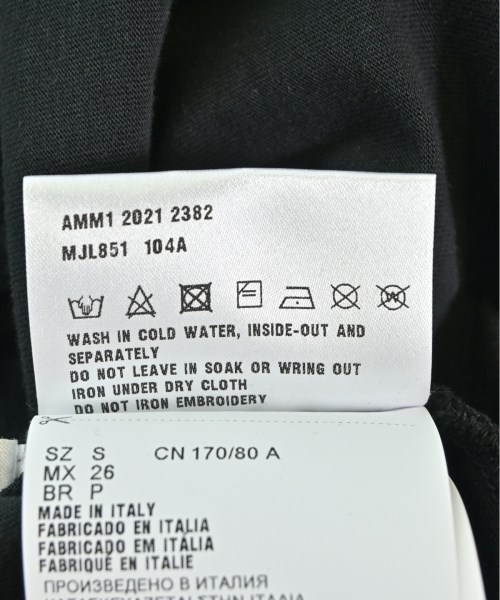 AMM1 2021 2382
MJL851 104A
WASH IN COLD WATER, INSIDE-OUT AND
SEPARATELY
DO NOT LEAVE IN SOAK OR WRING OUT
IRON UNDER DRY CLOTH
DO NOT IRON EMBROIDERY
SZ S CN 170/80 A
MX 26
BR P
MADE IN ITALY
FABRICADO EN ITALIA
FABRICADO EM ITÁLIA
FABRIQUÉ EN ITALIE
ПРОИЗВЕДЕНО В ИТАЛИЯ